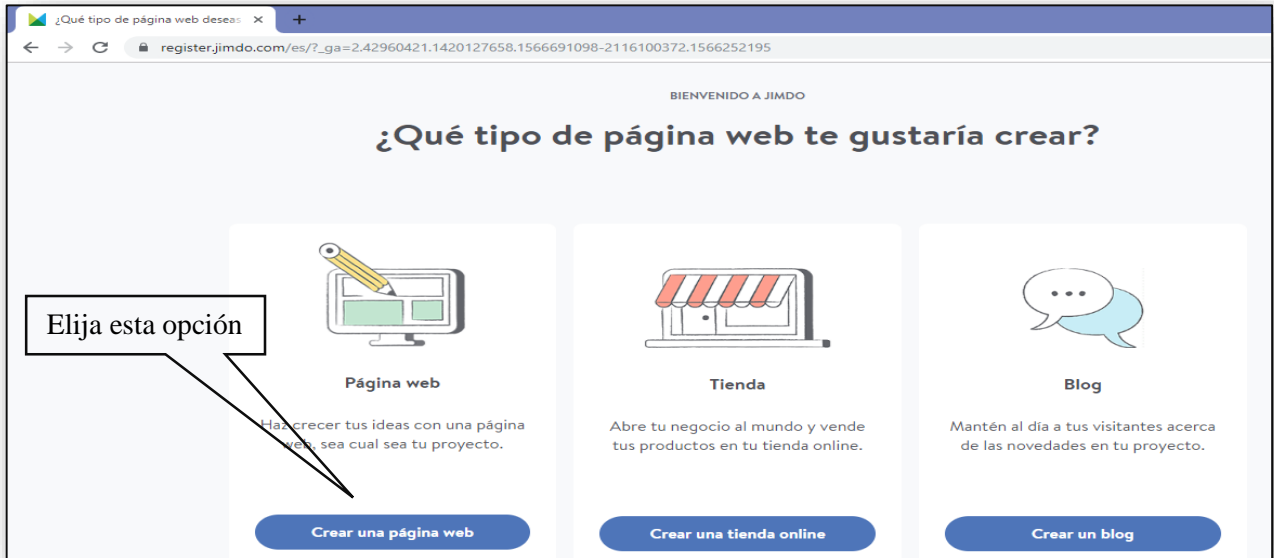 ¿Qué tipo de página web deseas
register.jimdo.com/es/?_ga=2.42960421.1420127658.1566691098-2116100372.1566252195
BIENVENIDO A JIMDO
¿Qué tipo de página web te gustaría crear?
Elija esta opción
Página web
Haz crecer tus ideas con una página
web, sea cual sea tu proyecto.
Crear una página web
Tienda
Abre tu negocio al mundo y vende
tus productos en tu tienda online.
Crear una tienda online
Blog
Mantén al día a tus visitantes acerca
de las novedades en tu proyecto.
Crear un blog